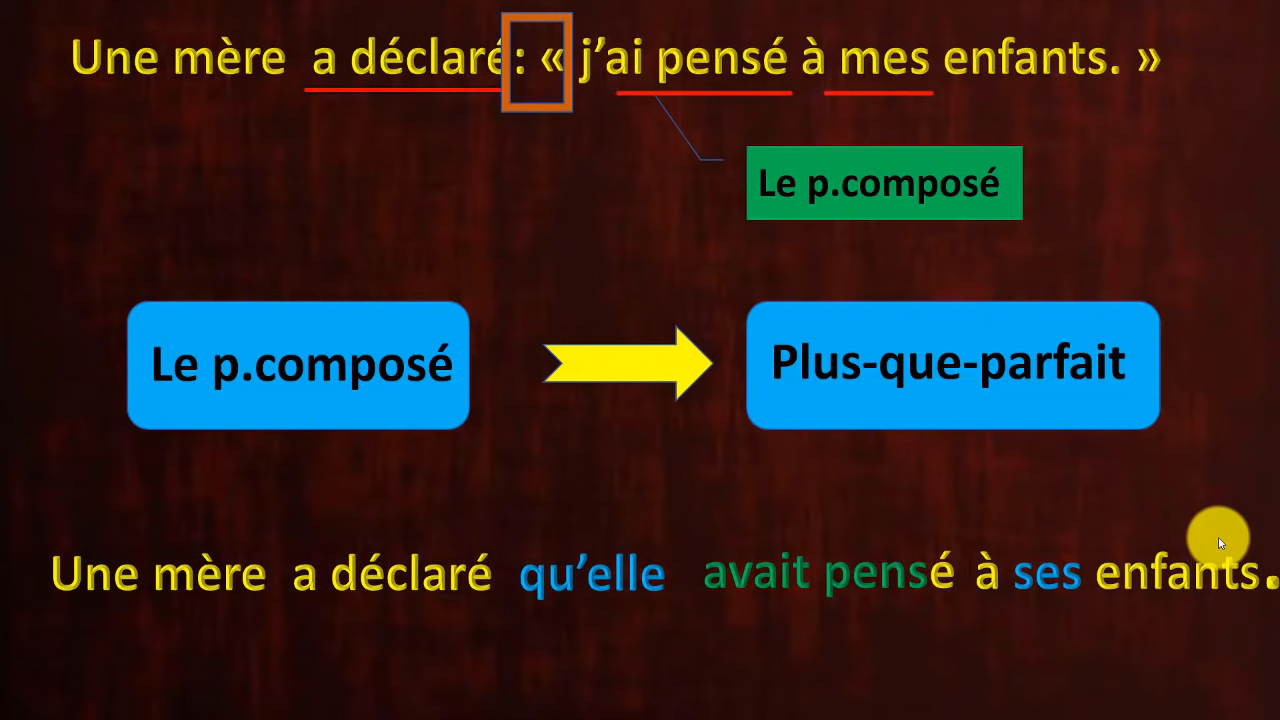 Une mère a déclaré: « j’ai pensé à mes enfants. »
Le p.composé
Le p.composé
Plus-que-parfait
Une mère a déclaré qu’elle avait pensé à ses enfants.